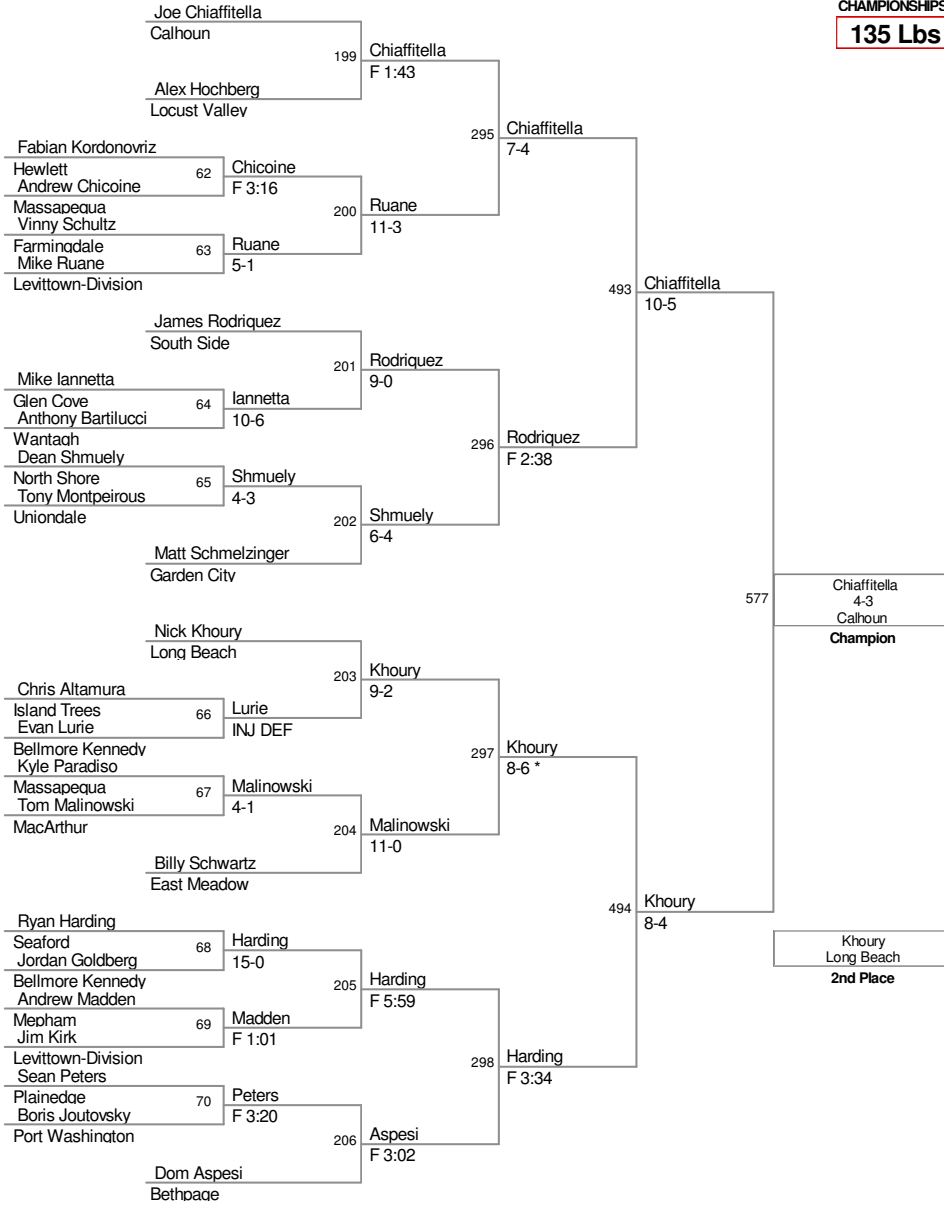 CHAMPIONSHIPS
135 Lbs
Joe Chiaffitella
Calhoun
199
Chiaffitella
F 1:43
Alex Hochberg
Locust Valley
295
Chiaffitella
7-4
Fabian Kordonovriz
Hewlett
62
Chicoine
Andrew Chicoine
F 3:16
Massapequa
200
Ruane
Vinny Schultz
11-3
Farmingdale
63
Ruane
Mike Ruane
5-1
Levittown-Division
493
Chiaffitella
10-5
James Rodriquez
South Side
201
Rodriquez
9-0
Mike Iannetta
Glen Cove
64
Iannetta
Anthony Bartilucci
10-6
Wantagh
296
Rodriquez
Dean Shmuely
F 2:38
North Shore
65
Shmuely
Tony Montpeirous
4-3
Uniondale
202
Shmuely
6-4
Matt Schmelzinger
Garden City
577
Chiaffitella
4-3
Calhoun
Champion
Nick Khoury
Long Beach
203
Khoury
9-2
Chris Altamura
Island Trees
66
Lurie
Evan Lurie
INJ DEF
Bellmore Kennedy
297
Khoury
Kyle Paradiso
8-6 *
Massapequa
67
Malinowski
Tom Malinowski
4-1
MacArthur
204
Malinowski
11-0
Billy Schwartz
East Meadow
494
Khoury
8-4
Ryan Harding
Seaford
68
Harding
Jordan Goldberg
15-0
Khoury
Long Beach
2nd Place
Bellmore Kennedy
205
Harding
Andrew Madden
F 5:59
Mepham
69
Madden
Jim Kirk
F 1:01
Levittown-Division
298
Harding
Sean Peters
F 3:34
Plainedge
70
Peters
Boris Joutovsky
F 3:20
Port Washington
206
Aspesi
F 3:02
Dom Aspesi
Bethpage